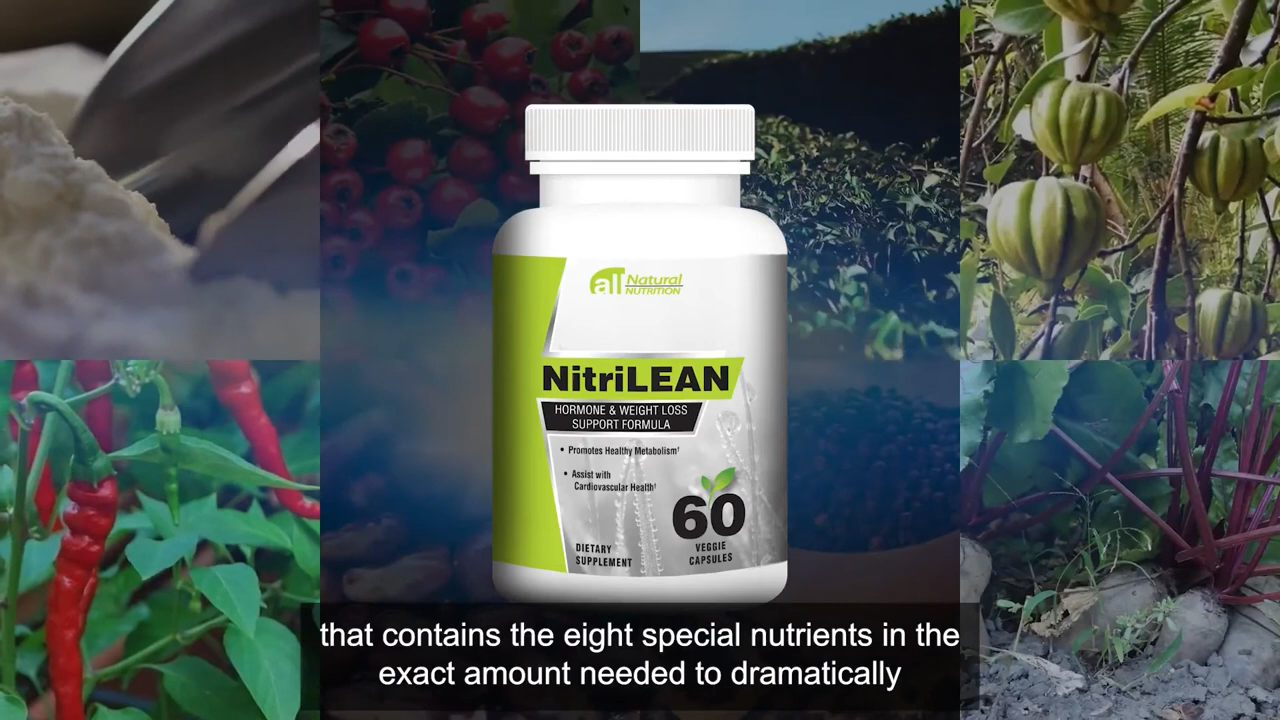 all Natural
NUTRITION
NitriLEAN
HORMONE & WEIGHT LOSS
SUPPORT FORMULA
• Promotes Healthy Metabolism†
• Assist with
Cardiovascular Health†
60
VEGGIE
CAPSULES
DIETARY
SUPPLEMENT
that contains the eight special nutrients in the
exact amount needed to dramatically